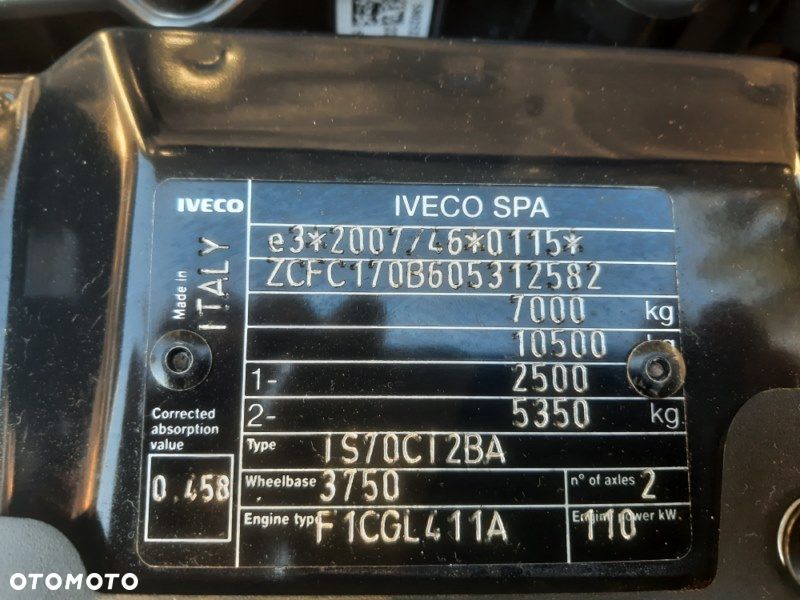 IVECO IVECO SPA
e3*2007/46*0115*
ZCFC170B605312582
Made in ITALY
7000 kg
10500
1- 2500
2- 5350 kg
Corrected
absorption
value
0.458
Type IS70CI2BA
Wheelbase 3750 n° of axles 2
Engine type F1CGL411A Engine power kW 110
OTOMOTO